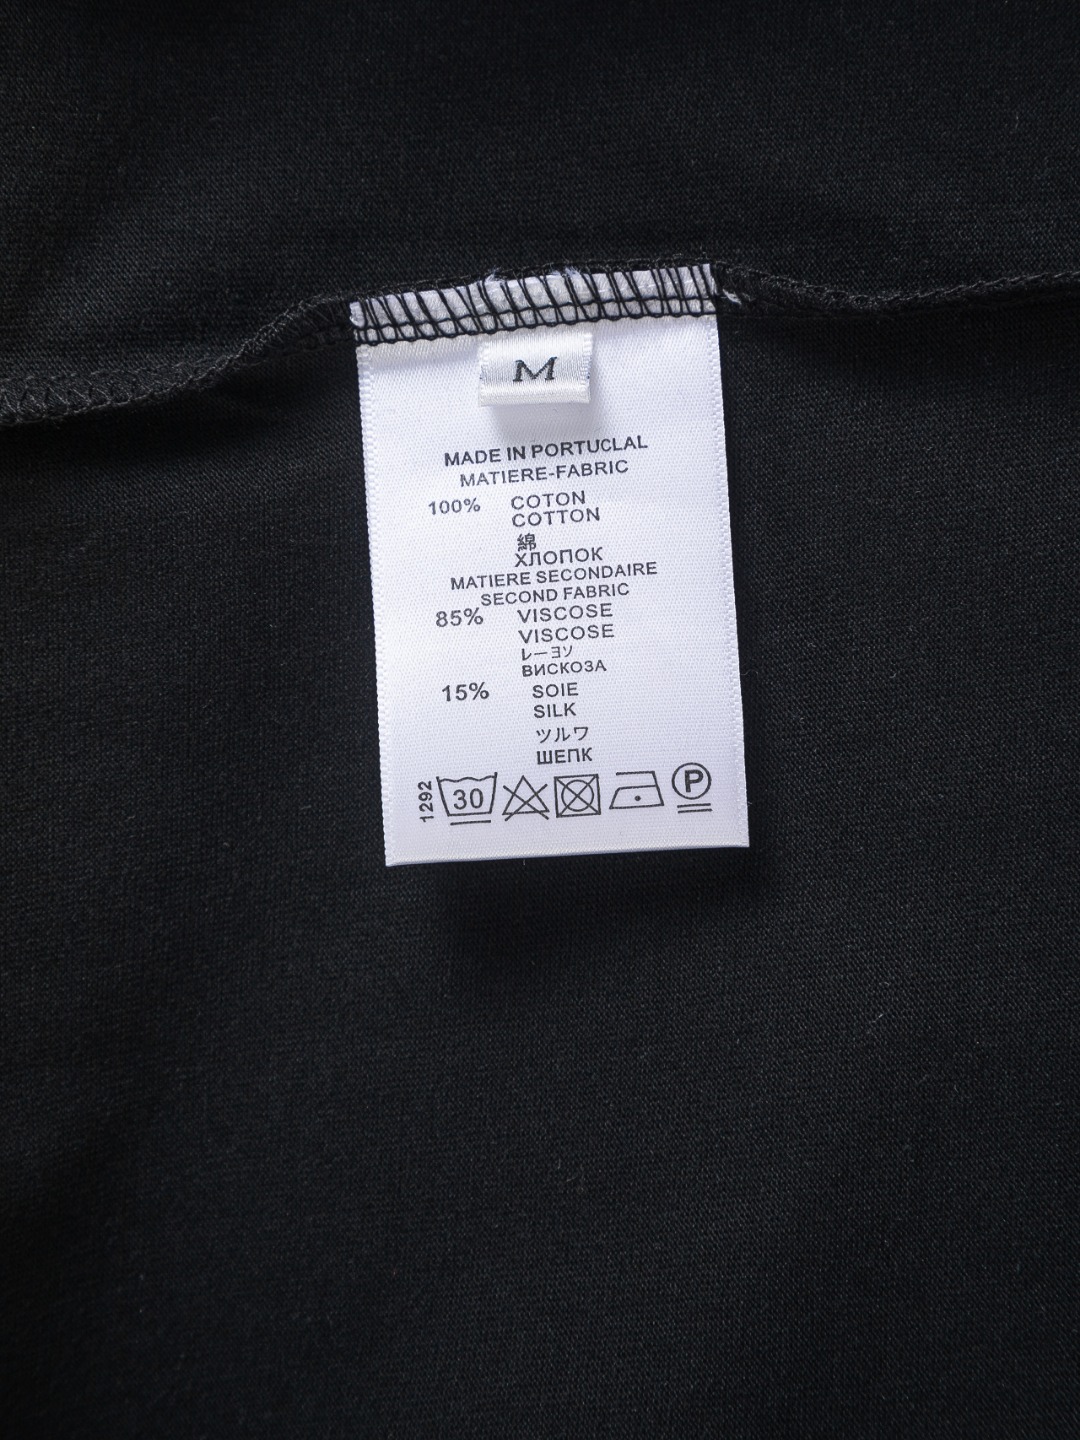 M
MADE IN PORTUCLAL
MATIERE-FABRIC
100% COTON
COTTON
綿
ХЛОПОК
MATIERE SECONDAIRE
SECOND FABRIC
85% VISCOSE
VISCOSE
レーヨソ
ВИСКОЗА
15% SOIE
SILK
ツルワ
ШЕПК
1292
30
P